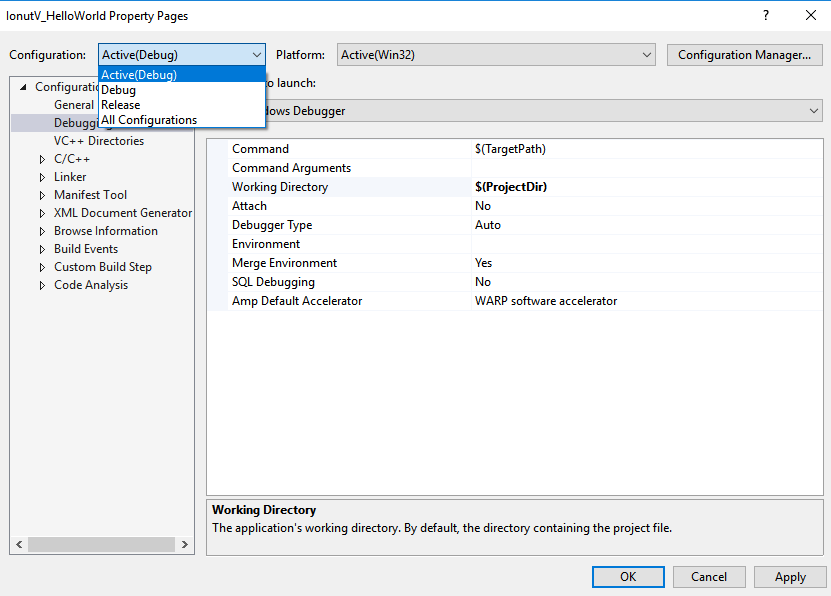 IonutV_HelloWorld Property Pages
?
Configuration: Active(Debug) Platform: Active(Win32) Configuration Manager...
Active(Debug)
Debug
Release
All Configurations
to launch:
dows Debugger
Configuratio
General
Debugging
VC++ Directories
C/C++
Linker
Manifest Tool
XML Document Generator
Browse Information
Build Events
Custom Build Step
Code Analysis
Command $(TargetPath)
Command Arguments
Working Directory $(ProjectDir)
Attach No
Debugger Type Auto
Environment
Merge Environment Yes
SQL Debugging No
Amp Default Accelerator WARP software accelerator
Working Directory
The application's working directory. By default, the directory containing the project file.
OK Cancel Apply